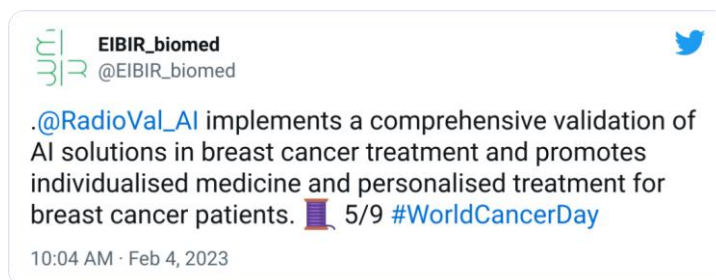 EIBIR_biomed
@EIBIR_biomed
.@RadioVal_AI implements a comprehensive validation of
AI solutions in breast cancer treatment and promotes
individualised medicine and personalised treatment for
breast cancer patients. 🧵 5/9 #WorldCancerDay
10:04 AM · Feb 4, 2023